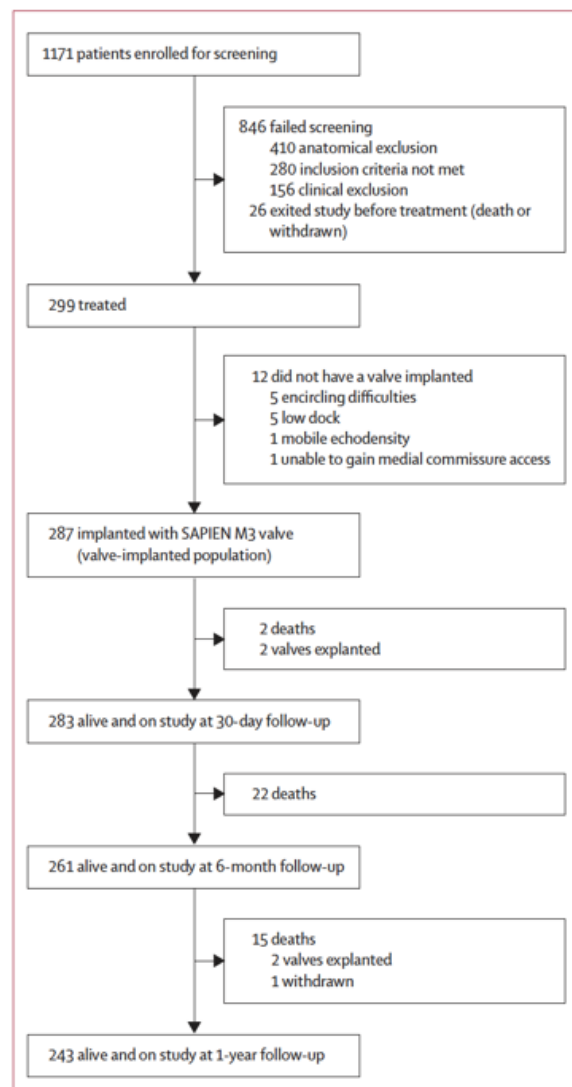 1171 patients enrolled for screening
846 failed screening
410 anatomical exclusion
280 inclusion criteria not met
156 clinical exclusion
26 exited study before treatment (death or
withdrawn)
299 treated
12 did not have a valve implanted
5 encircling difficulties
5 low dock
1 mobile echodensity
1 unable to gain medial commissure access
287 implanted with SAPIEN M3 valve
(valve-implanted population)
2 deaths
2 valves explanted
283 alive and on study at 30-day follow-up
22 deaths
261 alive and on study at 6-month follow-up
15 deaths
2 valves explanted
1 withdrawn
243 alive and on study at 1-year follow-up